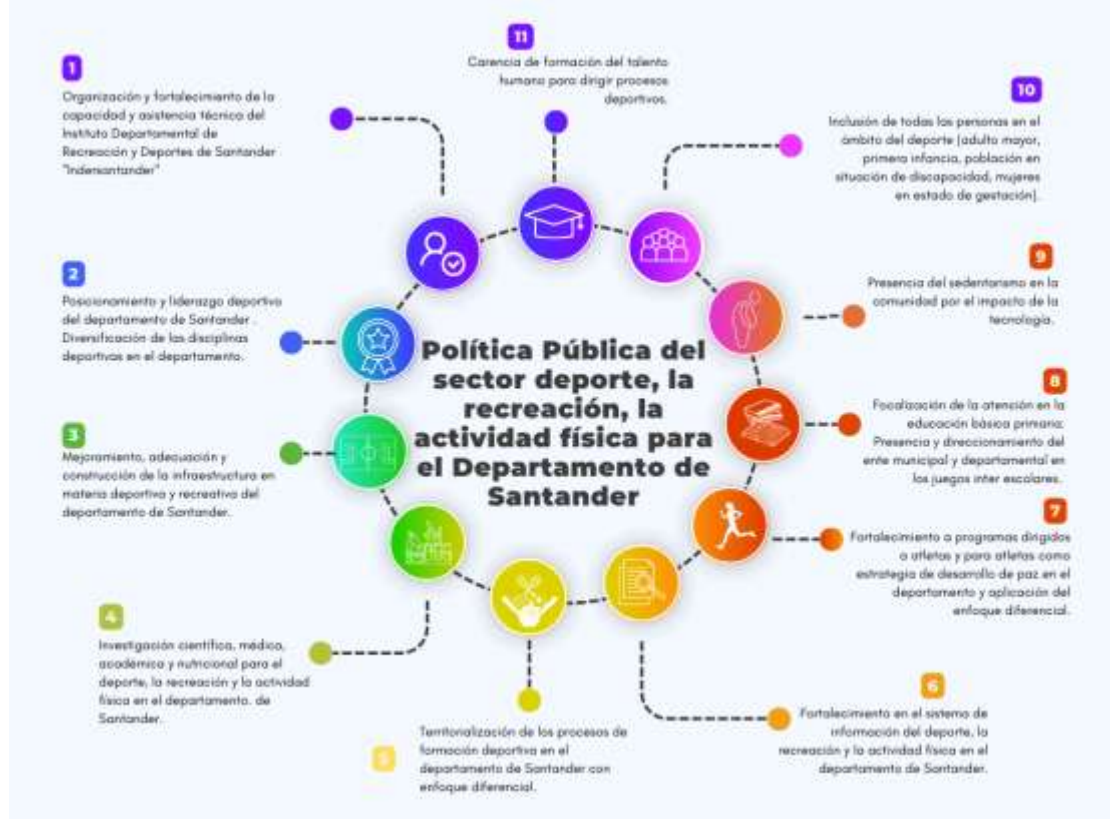 Política Pública del
sector deporte, la
recreación, la
actividad física para
el Departamento de
Santander
1
Organización y fortalecimiento de la
capacidad y asistencia técnica del
Instituto Departamental de
Recreación y Deportes de Santander
"Indersantander"
2
Posicionamiento y liderazgo deportivo
del departamento de Santander .
Diversificación de las disciplinas
deportivas en el departamento.
3
Mejoramiento, adecuación y
construcción de la infraestructura en
materia deportiva y recreativa del
departamento de Santander.
4
Investigación científica, médica,
académica y nutricional para el
deporte, la recreación y la actividad
física en el departamento. de
Santander.
5
Territorialización de los procesos de
formación deportiva en el
departamento de Santander con
enfoque diferencial.
6
Fortalecimiento en el sistema de
información del deporte, la
recreación y la actividad física en el
departamento de Santander.
7
Fortalecimiento a programas dirigidos
a atletas y para atletas como
estrategia de desarrollo de paz en el
departamento y aplicación del
enfoque diferencial.
8
Focalización de la atención en la
educación básica primaria;
Presencia y direccionamiento del
ente municipal y departamental en
los juegos inter escolares.
9
Presencia del sedentarismo en la
comunidad por el impacto de la
tecnología.
10
Inclusión de todas las personas en el
ámbito del deporte (adulto mayor,
primera infancia, población en
situación de discapacidad, mujeres
en estado de gestación).
11
Carencia de formación del talento
humano para dirigir procesos
deportivos.